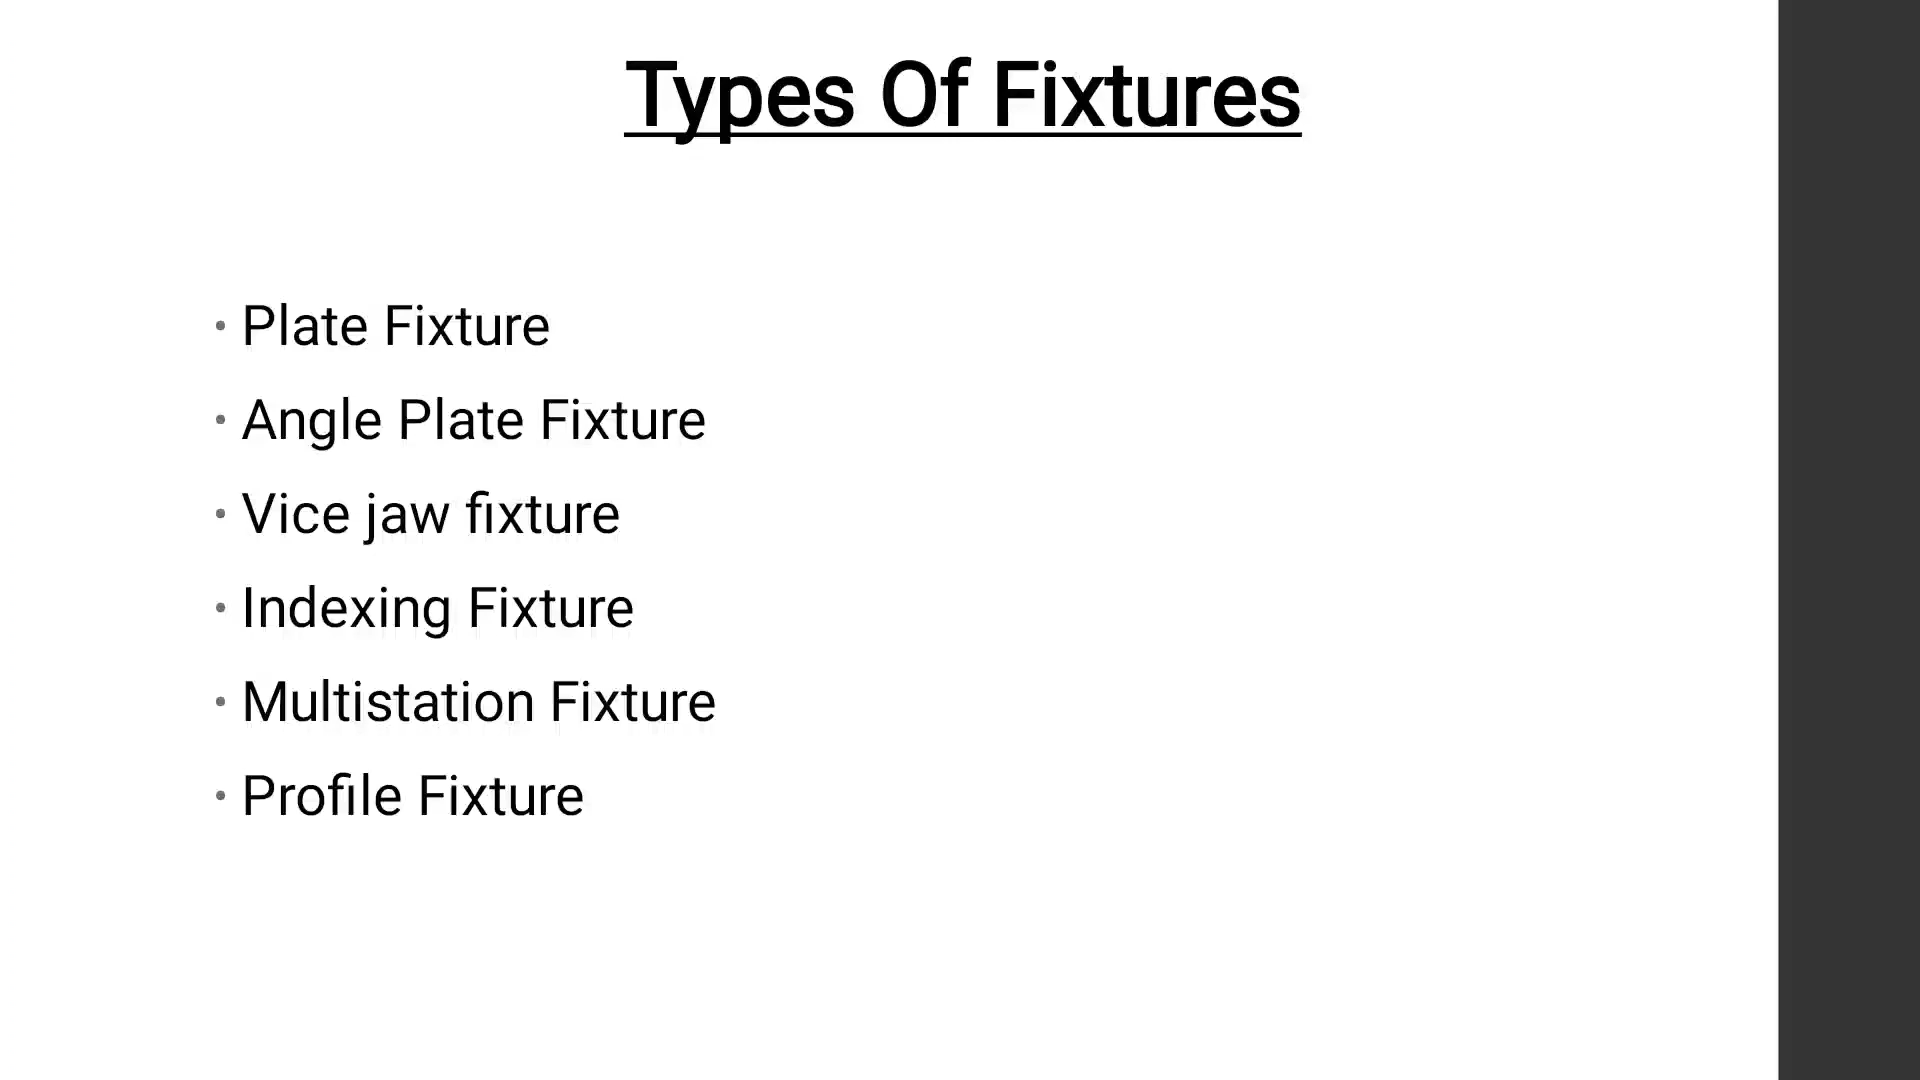 Types Of Fixtures
• Plate Fixture
• Angle Plate Fixture
• Vice jaw fixture
• Indexing Fixture
• Multistation Fixture
• Profile Fixture